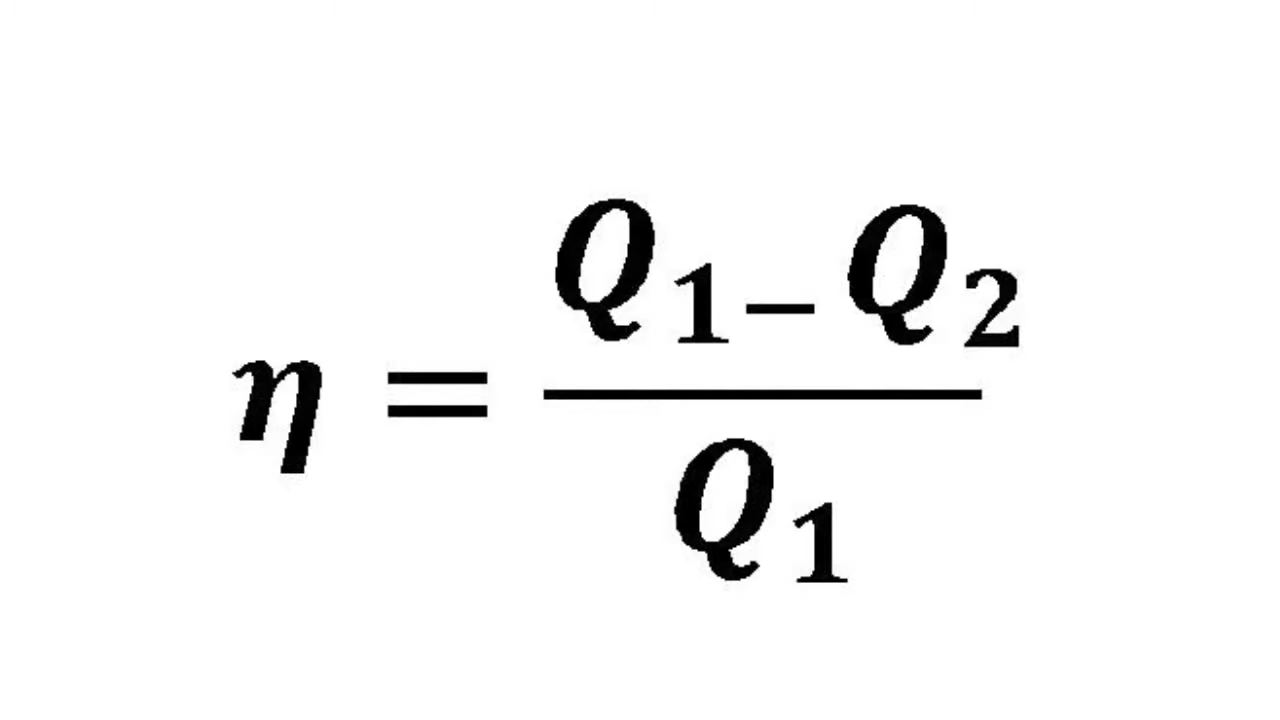 η = (Q₁ − Q₂) / Q₁